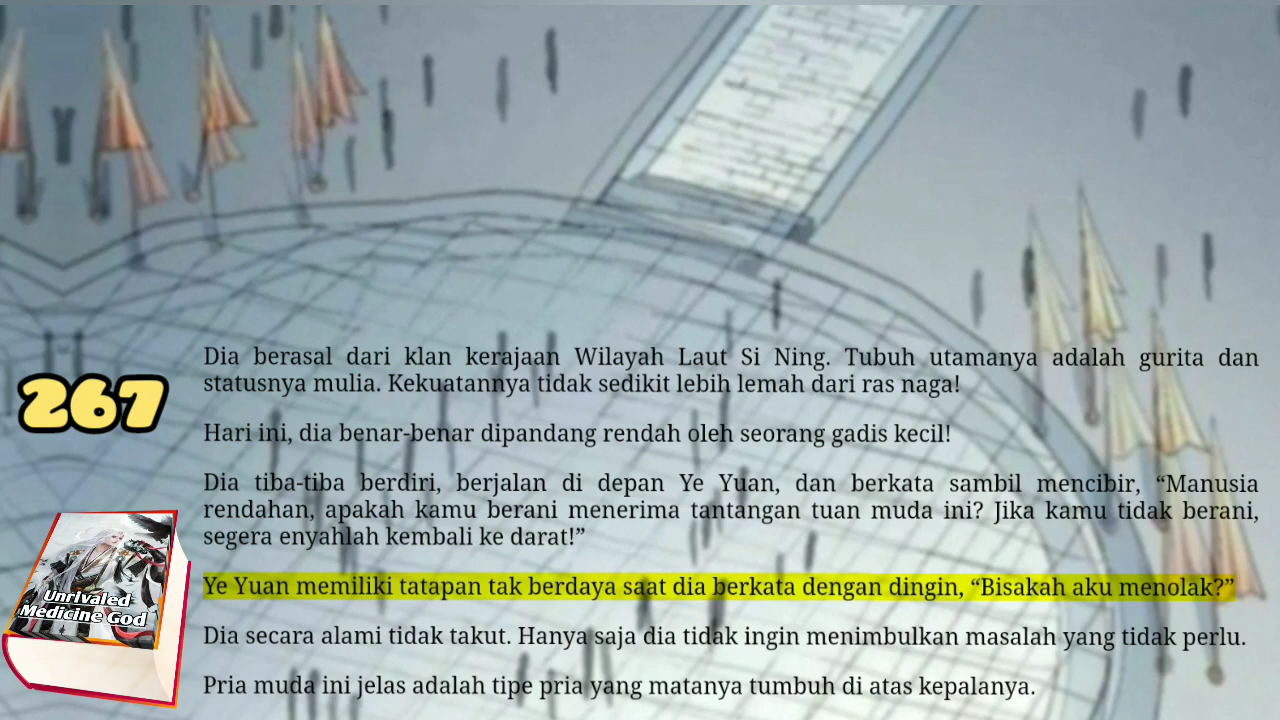 Dia berasal dari klan kerajaan Wilayah Laut Si Ning. Tubuh utamanya adalah gurita dan
statusnya mulia. Kekuatannya tidak sedikit lebih lemah dari ras naga!
Hari ini, dia benar-benar dipandang rendah oleh seorang gadis kecil!
Dia tiba-tiba berdiri, berjalan di depan Ye Yuan, dan berkata sambil mencibir, “Manusia
rendahan, apakah kamu berani menerima tantangan tuan muda ini? Jika kamu tidak berani,
segera enyahlah kembali ke darat!”
Ye Yuan memiliki tatapan tak berdaya saat dia berkata dengan dingin, “Bisakah aku menolak?”
Dia secara alami tidak takut. Hanya saja dia tidak ingin menimbulkan masalah yang tidak perlu.
Pria muda ini jelas adalah tipe pria yang matanya tumbuh di atas kepalanya.
267
Unrivaled
Medicine God